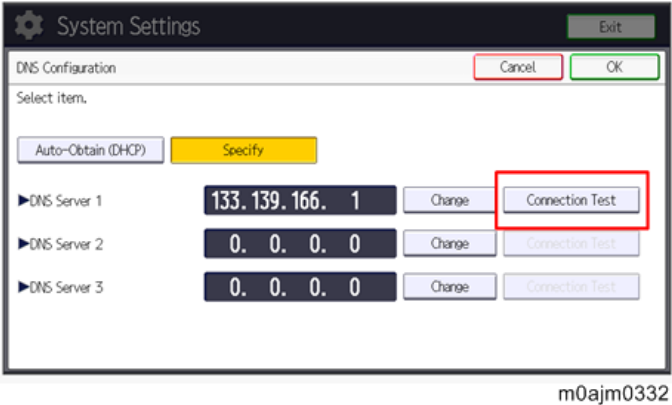 System Settings Exit
DNS Configuration Cancel OK
Select item.
Auto-Obtain (DHCP) Specify
▶DNS Server 1 133. 139. 166. 1 Change Connection Test
▶DNS Server 2 0. 0. 0. 0 Change Connection Test
▶DNS Server 3 0. 0. 0. 0 Change Connection Test
m0ajm0332